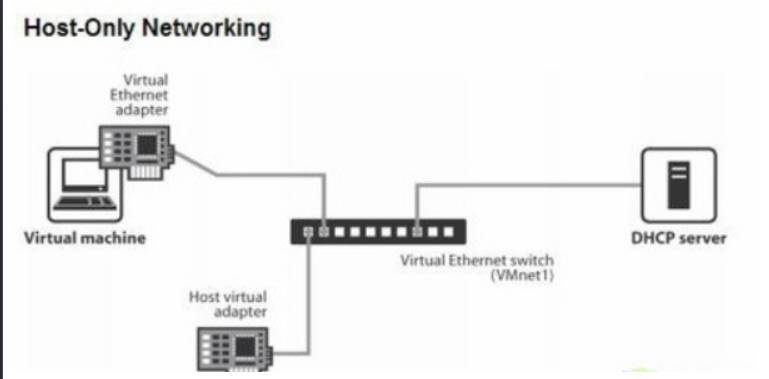 Host-Only Networking
Virtual
Ethernet
adapter
Virtual machine
Virtual Ethernet switch
(VMnet1)
DHCP server
Host virtual
adapter